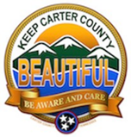 KEEP CARTER COUNTY
BEAUTIFUL
BE AWARE AND CARE